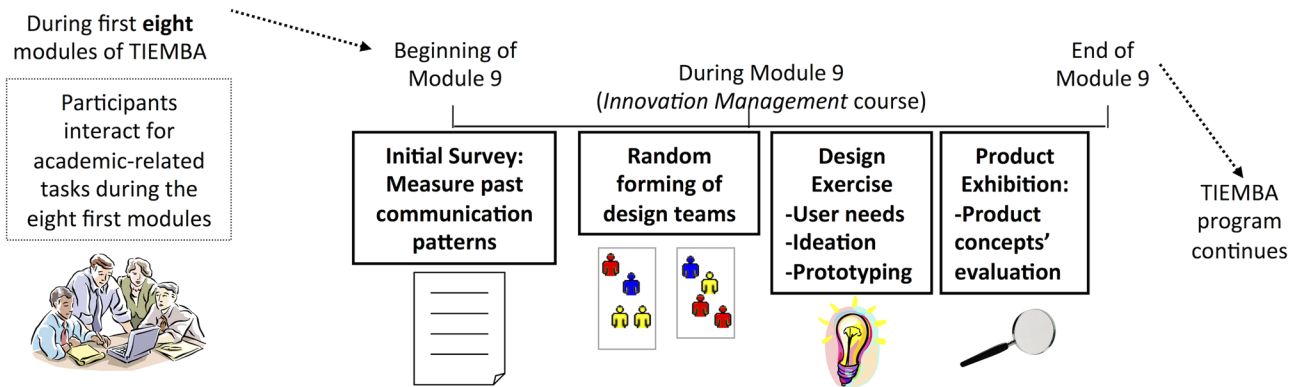 During first eight
modules of TIEMBA
Participants
interact for
academic-related
tasks during the
eight first modules
Beginning of
Module 9
During Module 9
(Innovation Management course)
End of
Module 9
Initial Survey:
Measure past
communication
patterns
Random
forming of
design teams
Design
Exercise
-User needs
-Ideation
-Prototyping
Product
Exhibition:
-Product
concepts’
evaluation
TIEMBA
program
continues